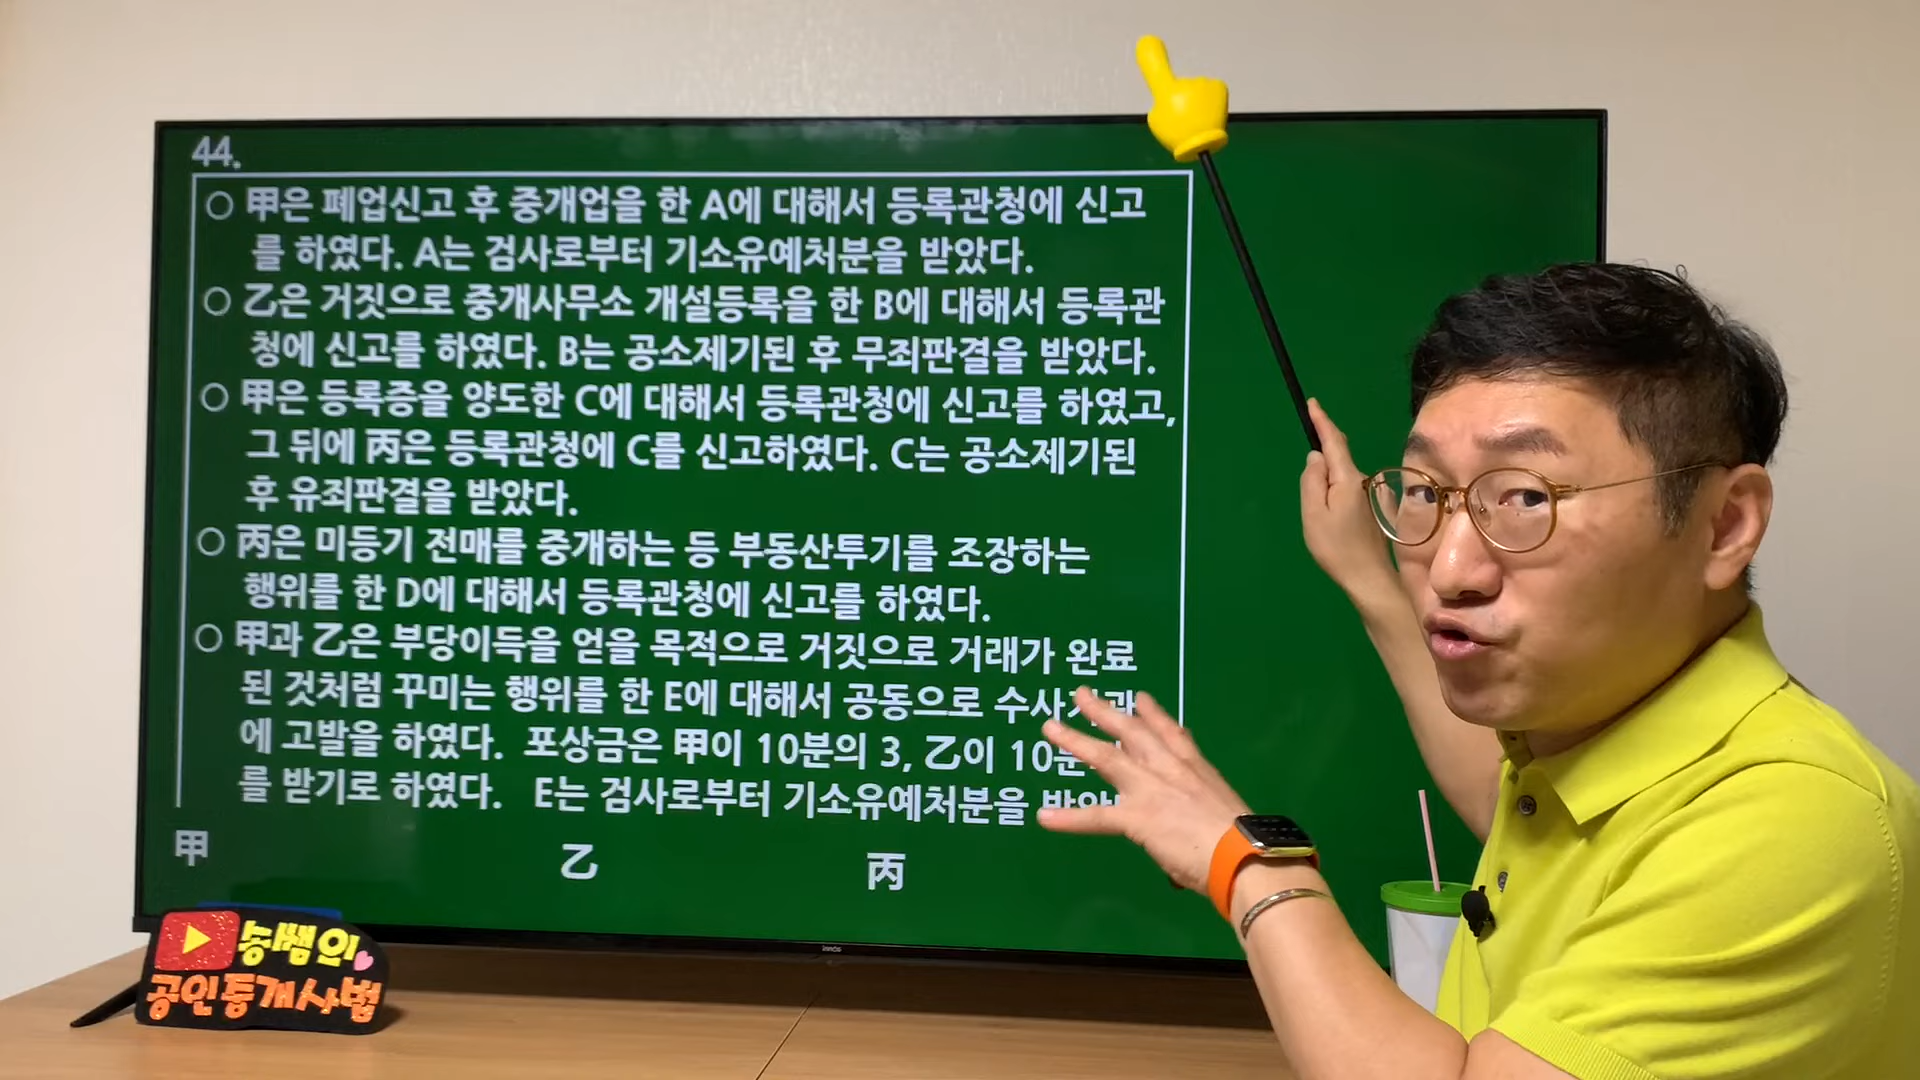 44.
○ 甲은 폐업신고 후 중개업을 한 A에 대해서 등록관청에 신고
를 하였다. A는 검사로부터 기소유예처분을 받았다.
○ 乙은 거짓으로 중개사무소 개설등록을 한 B에 대해서 등록관
청에 신고를 하였다. B는 공소제기된 후 무죄판결을 받았다.
○ 甲은 등록증을 양도한 C에 대해서 등록관청에 신고를 하였고,
그 뒤에 丙은 등록관청에 C를 신고하였다. C는 공소제기된
후 유죄판결을 받았다.
○ 丙은 미등기 전매를 중개하는 등 부동산투기를 조장하는
행위를 한 D에 대해서 등록관청에 신고를 하였다.
○ 甲과 乙은 부당이득을 얻을 목적으로 거짓으로 거래가 완료
된 것처럼 꾸미는 행위를 한 E에 대해서 공동으로
에 고발을 하였다. 포상금은 甲이 10분의 3, 乙이
를 받기로 하였다. E는 검사로부터 기소유예처분을
甲 乙 丙
송쌤의
공인중개사법